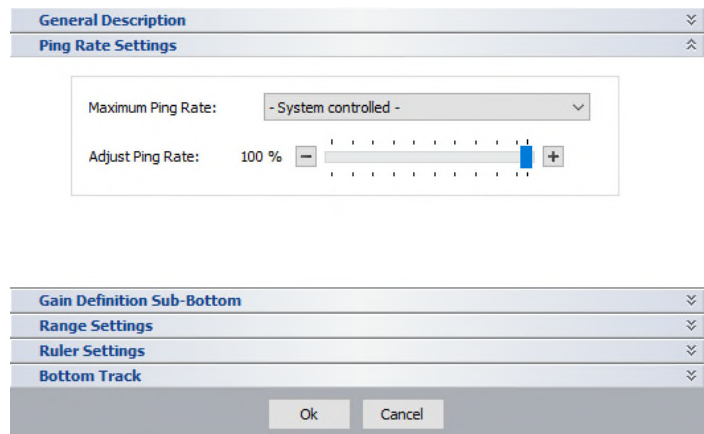 General Description
Ping Rate Settings
Maximum Ping Rate: - System controlled -
Adjust Ping Rate: 100 % − +
Gain Definition Sub-Bottom
Range Settings
Ruler Settings
Bottom Track
Ok Cancel